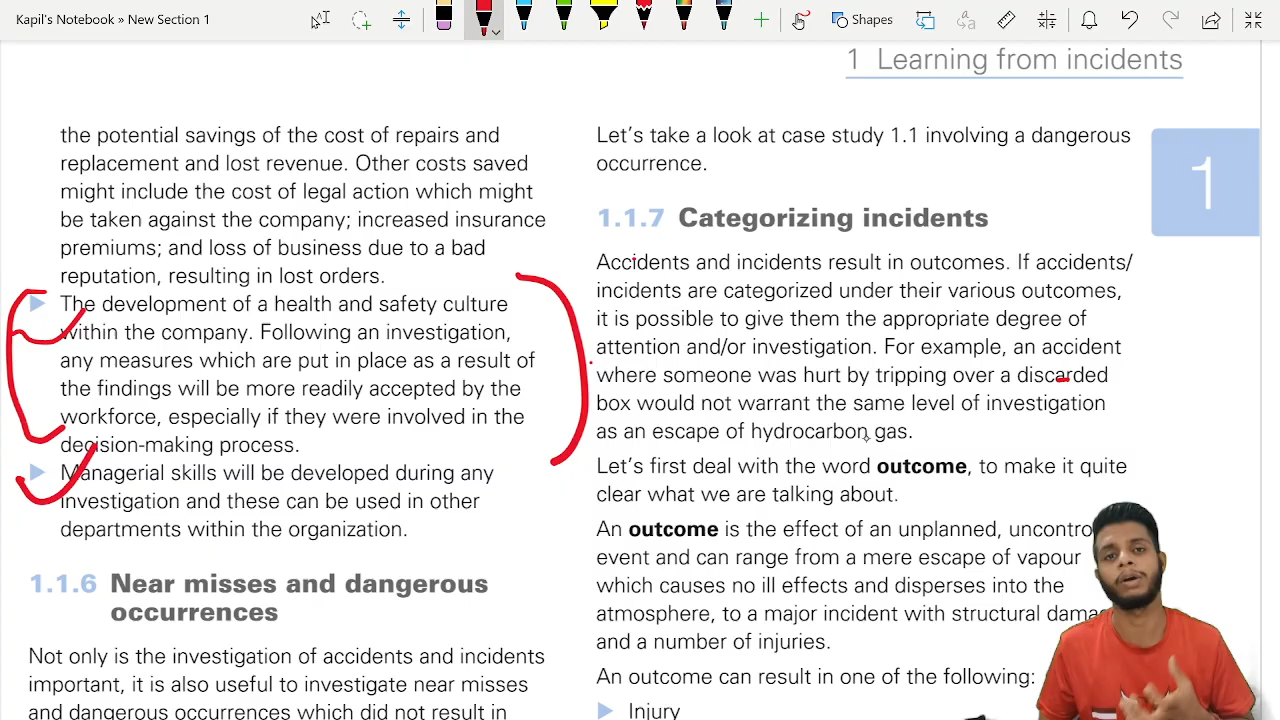 Kapil's Notebook » New Section 1
Shapes
1 Learning from incidents
1
the potential savings of the cost of repairs and
replacement and lost revenue. Other costs saved
might include the cost of legal action which might
be taken against the company; increased insurance
premiums; and loss of business due to a bad
reputation, resulting in lost orders.
The development of a health and safety culture
within the company. Following an investigation,
any measures which are put in place as a result of
the findings will be more readily accepted by the
workforce, especially if they were involved in the
decision-making process.
Managerial skills will be developed during any
investigation and these can be used in other
departments within the organization.
1.1.6 Near misses and dangerous
occurrences
Not only is the investigation of accidents and incidents
important, it is also useful to investigate near misses
and dangerous occurrences which did not result in
Let's take a look at case study 1.1 involving a dangerous
occurrence.
1.1.7 Categorizing incidents
Accidents and incidents result in outcomes. If accidents/
incidents are categorized under their various outcomes,
it is possible to give them the appropriate degree of
attention and/or investigation. For example, an accident
where someone was hurt by tripping over a discarded
box would not warrant the same level of investigation
as an escape of hydrocarbon gas.
Let's first deal with the word outcome, to make it quite
clear what we are talking about.
An outcome is the effect of an unplanned, uncontro
event and can range from a mere escape of vapour
which causes no ill effects and disperses into the
atmosphere, to a major incident with structural dama
and a number of injuries.
An outcome can result in one of the following:
Injury